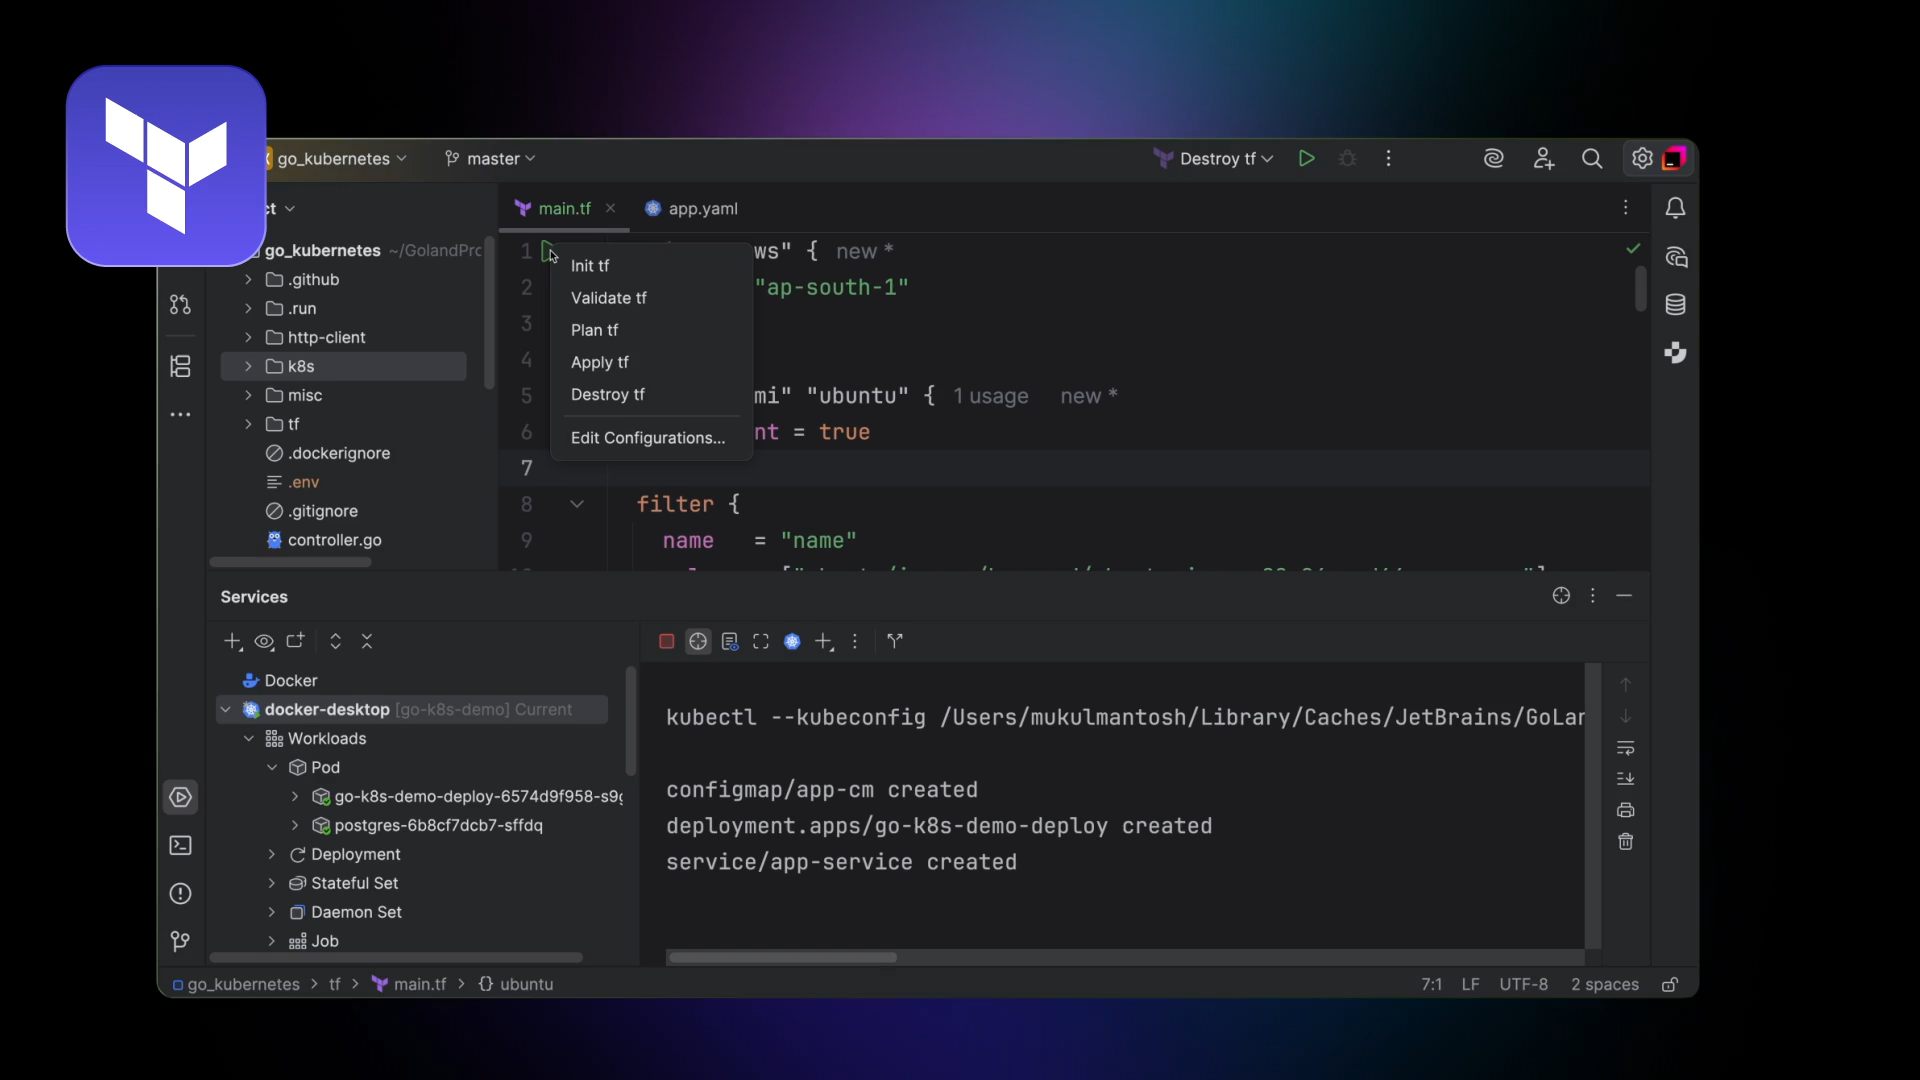 go_kubernetes
master
Destroy tf
ct
main.tf
app.yaml
go_kubernetes ~/GolandPrc
.github
.run
http-client
k8s
misc
tf
.dockerignore
.env
.gitignore
controller.go
1 ws" { new *
2 "ap-south-1"
3
4
5 mi" "ubuntu" { 1 usage new *
6 nt = true
7
8 filter {
9 name = "name"
Init tf
Validate tf
Plan tf
Apply tf
Destroy tf
Edit Configurations...
Services
Docker
docker-desktop [go-k8s-demo] Current
Workloads
Pod
go-k8s-demo-deploy-6574d9f958-s9
postgres-6b8cf7dcb7-sffdq
Deployment
Stateful Set
Daemon Set
Job
kubectl --kubeconfig /Users/mukulmantosh/Library/Caches/JetBrains/GoLan
configmap/app-cm created
deployment.apps/go-k8s-demo-deploy created
service/app-service created
go_kubernetes > tf > main.tf > {} ubuntu
7:1 LF UTF-8 2 spaces